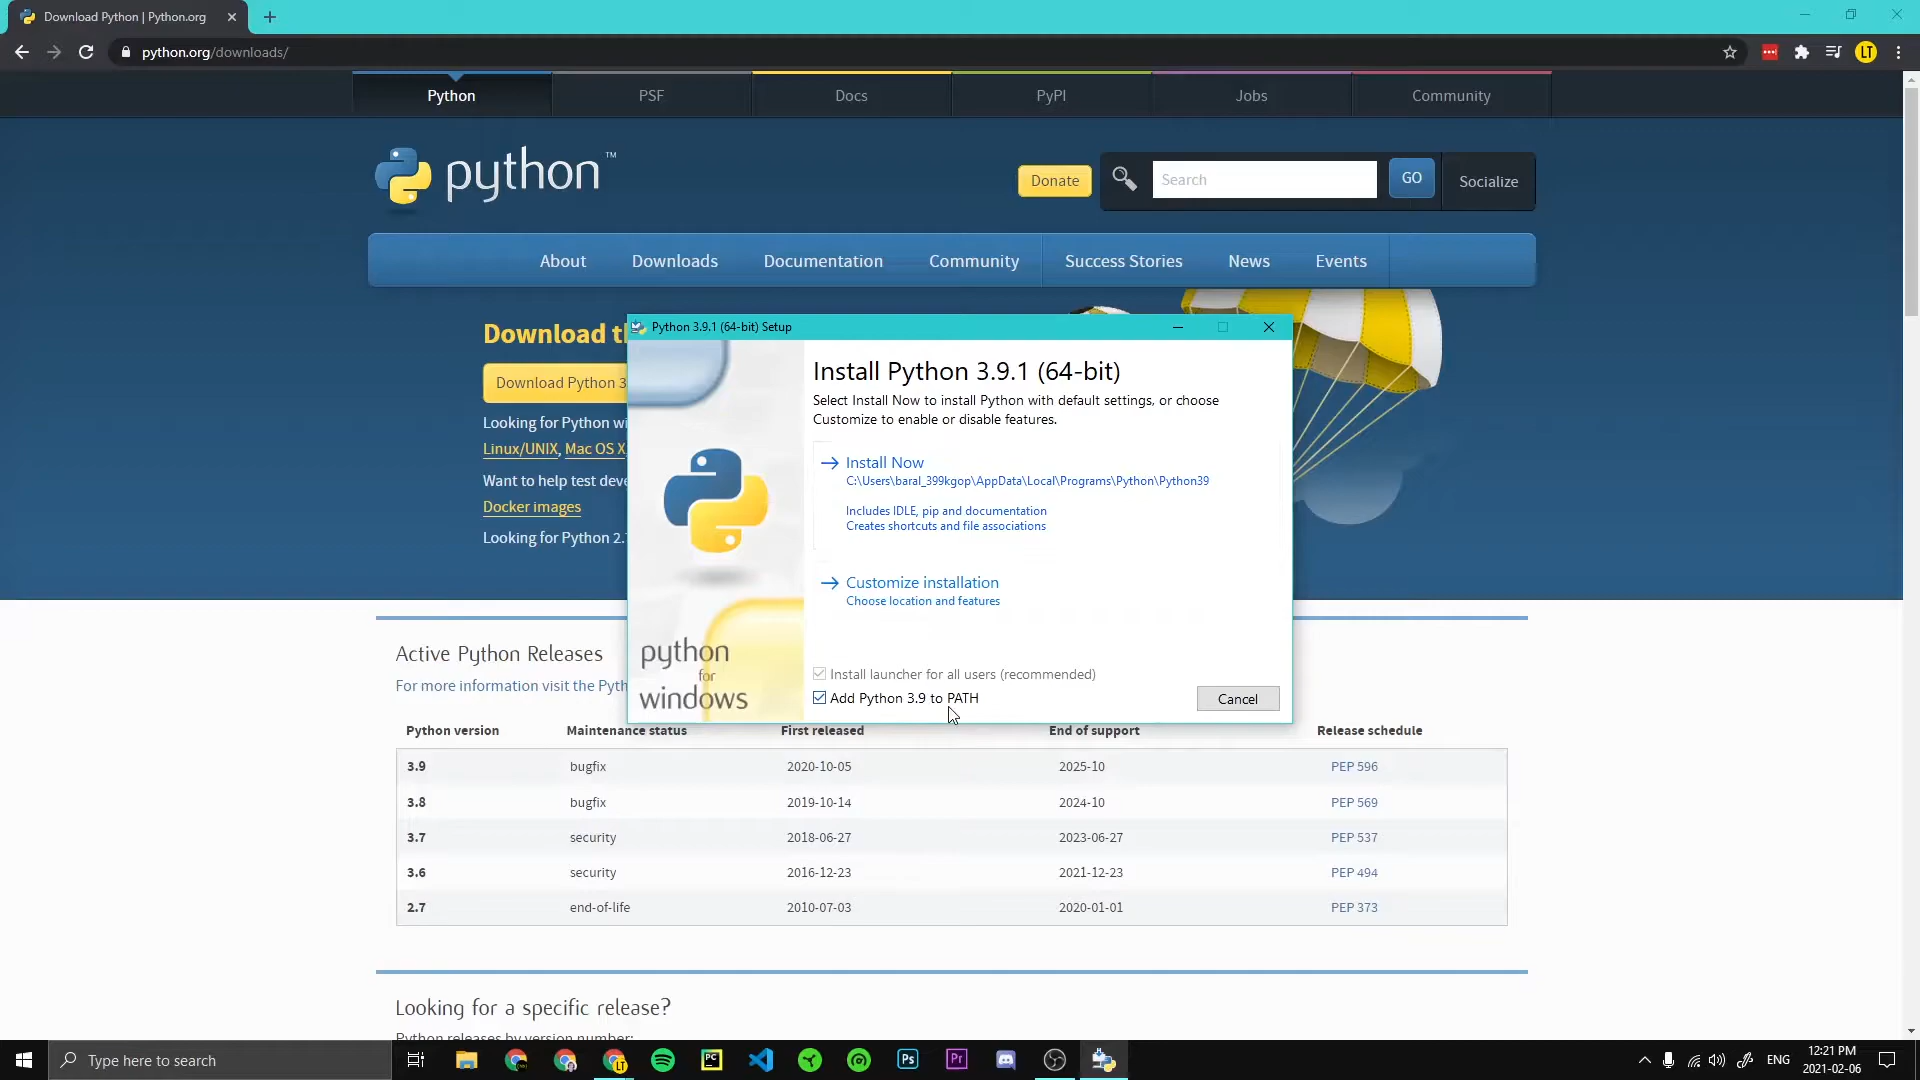 Download Python | Python.org
python.org/downloads/
LT
Python
PSF
Docs
PyPI
Jobs
Community
python™
Donate
Search
GO
Socialize
About
Downloads
Documentation
Community
Success Stories
News
Events
Download
Download Python 3
Looking for Python
Linux/UNIX, Mac OS X
Want to help test
Docker images
Looking for Python 2.
Python 3.9.1 (64-bit) Setup
Install Python 3.9.1 (64-bit)
Select Install Now to install Python with default settings, or choose
Customize to enable or disable features.
Install Now
C:\Users\baral_399kgop\AppData\Local\Programs\Python\Python39
Includes IDLE, pip and documentation
Creates shortcuts and file associations
Customize installation
Choose location and features
python
for
windows
Install launcher for all users (recommended)
Add Python 3.9 to PATH
Cancel
Active Python Releases
For more information visit the
Python version Maintenance status First released End of support Release schedule
3.9 bugfix 2020-10-05 2025-10 PEP 596
3.8 bugfix 2019-10-14 2024-10 PEP 569
3.7 security 2018-06-27 2023-06-27 PEP 537
3.6 security 2016-12-23 2021-12-23 PEP 494
2.7 end-of-life 2010-07-03 2020-01-01 PEP 373
Looking for a specific release?
Python releases by version number:
Type here to search
LT
PC
Ps
Pr
ENG
12:21 PM
2021-02-06